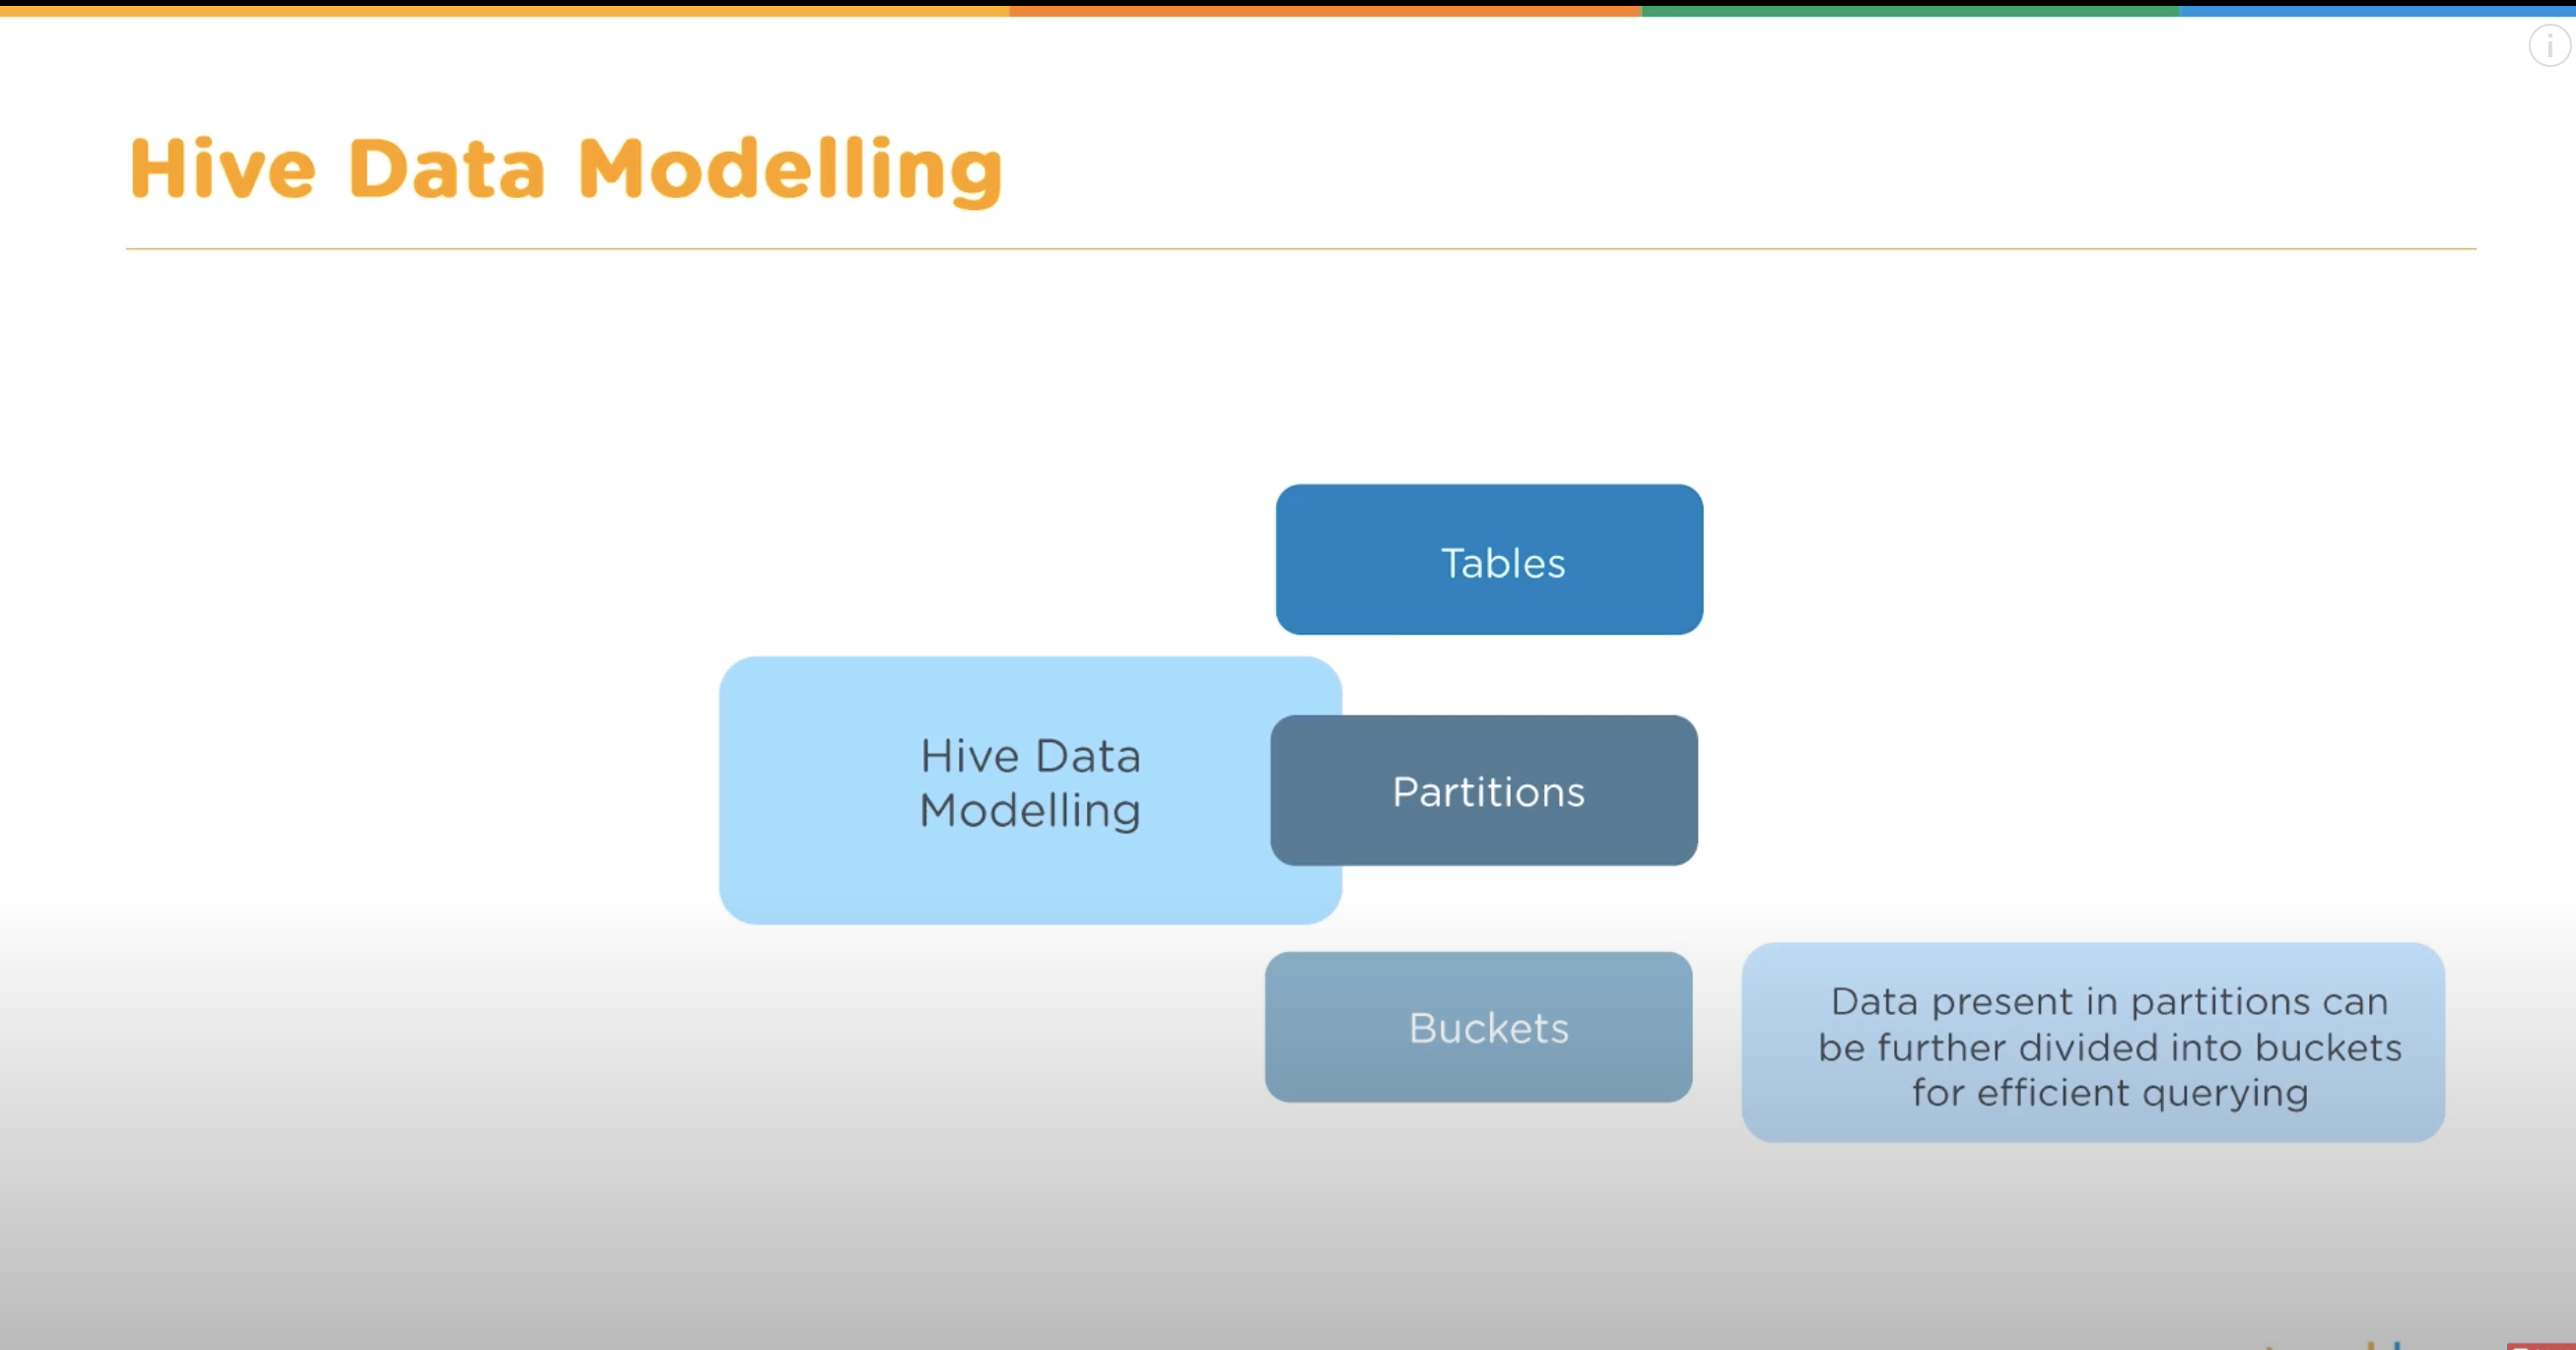 Hive Data Modelling
Tables
Hive Data
Modelling
Partitions
Buckets
Data present in partitions can
be further divided into buckets
for efficient querying